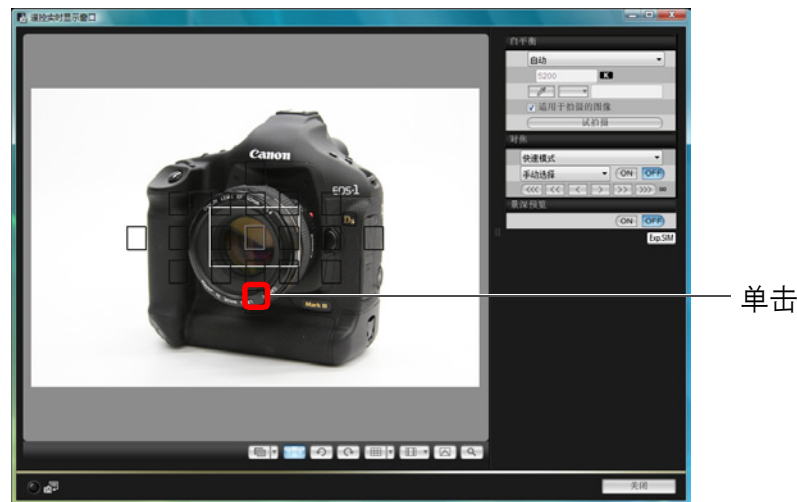 遥控实时显示窗口
白平衡
自动
5200 K
适用于拍摄的图像
试拍摄
对焦
快速模式
手动选择 ON OFF
<<< << < > >> >>> ∞
景深预览
ON OFF
Exp.SIM
Canon
EOS-1
Ds
Mark III
单击
关闭